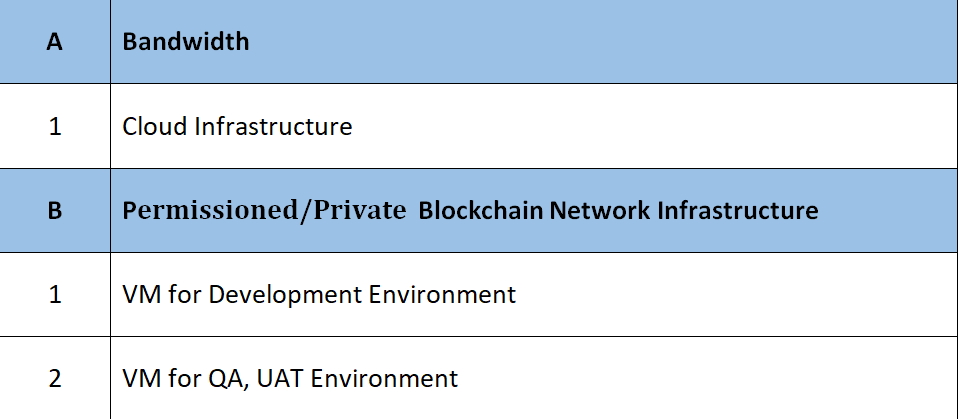 A Bandwidth
1 Cloud Infrastructure
B Permissioned/Private Blockchain Network Infrastructure
1 VM for Development Environment
2 VM for QA, UAT Environment